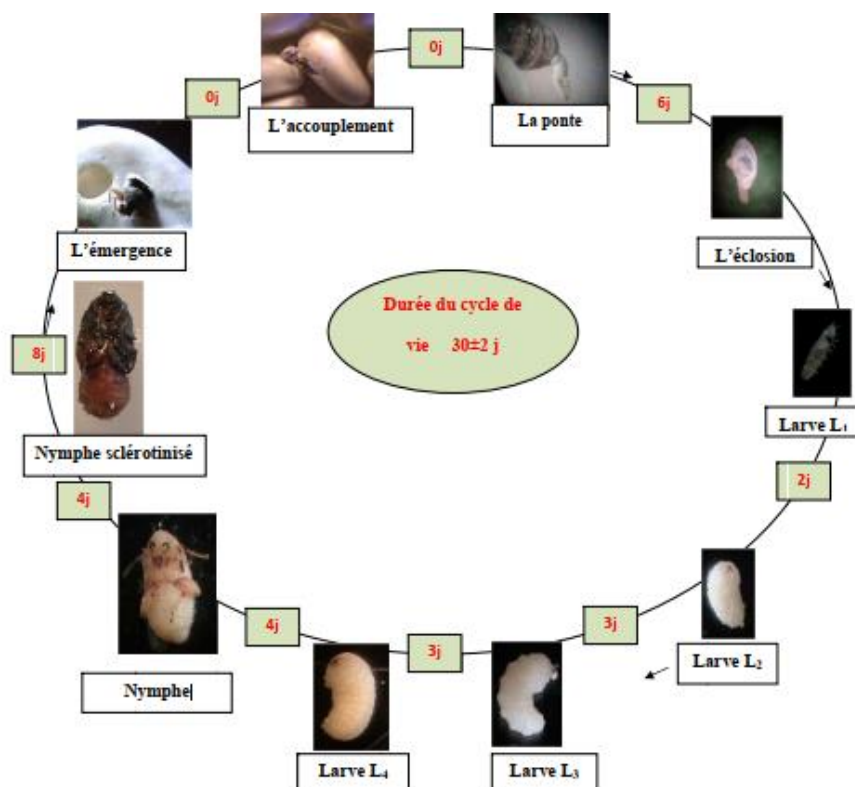 0j
0j
L'accouplement
La ponte
6j
L'émergence
L'éclosion
Durée du cycle de
vie 30±2 j
8j
Larve L₁
Nymphe sclérotinisé
2j
4j
4j
3j
3j
Larve L₂
Nymphe
Larve L₄
Larve L₃